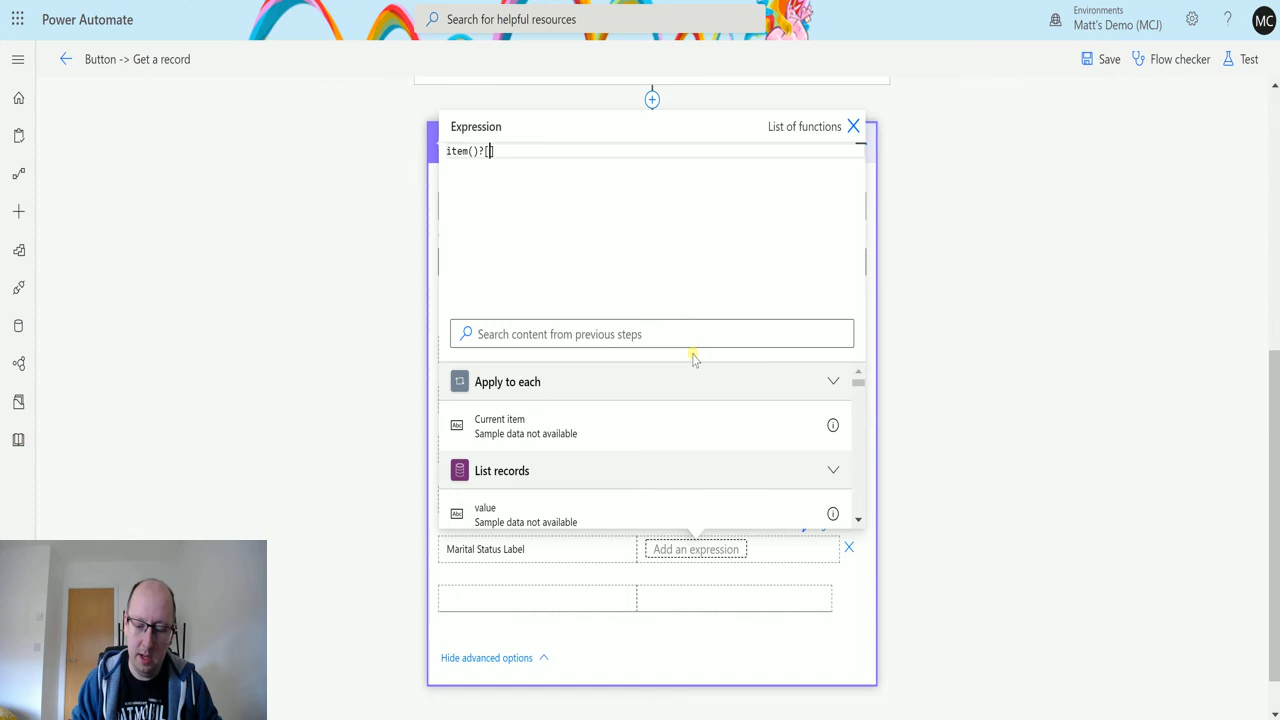 Power Automate
Search for helpful resources
Environments
Matt's Demo (MCJ)
?
MC
Button -> Get a record
Save
Flow checker
Test
Expression
List of functions
item()?[]
Search content from previous steps
Apply to each
Abc
Current item
Sample data not available
List records
Abc
value
Sample data not available
Marital Status Label
Add an expression
Hide advanced options